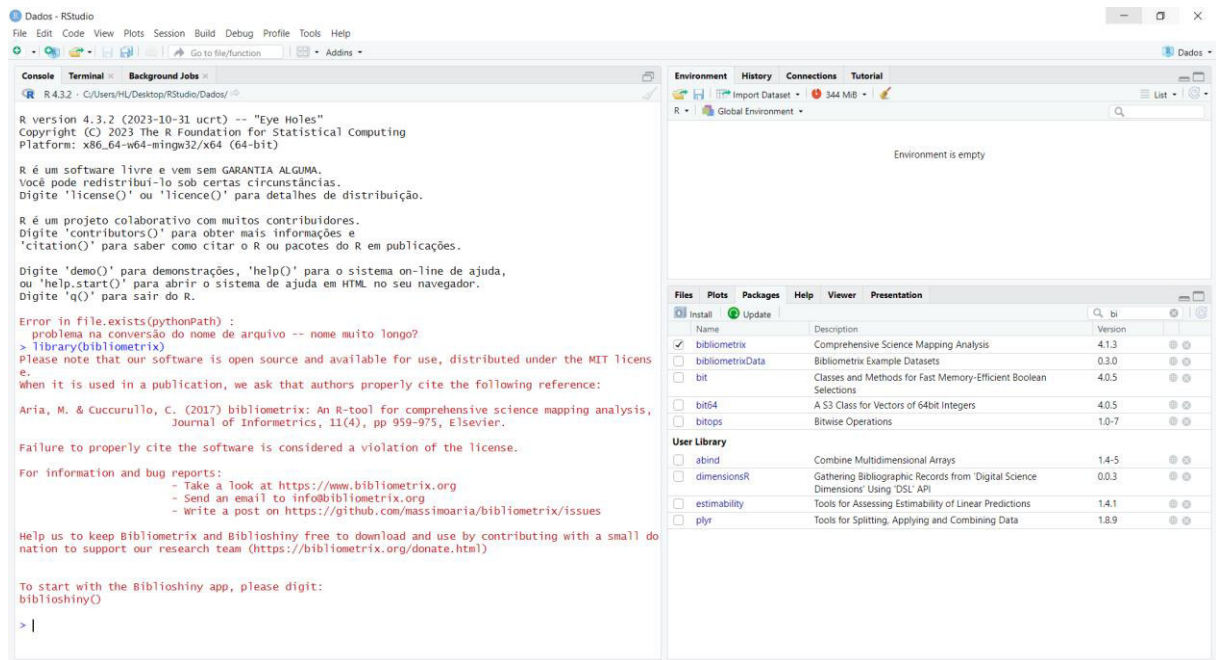 Dados - RStudio
File Edit Code View Plots Session Build Debug Profile Tools Help
Go to file/function Addins Dados
Console Terminal Background Jobs
R 4.3.2 · C:/Users/HL/Desktop/RStudio/Dados/
R version 4.3.2 (2023-10-31 ucrt) -- "Eye Holes"
Copyright (C) 2023 The R Foundation for Statistical Computing
Platform: x86_64-w64-mingw32/x64 (64-bit)
R é um software livre e vem sem GARANTIA ALGUMA.
Você pode redistribuí-lo sob certas circunstâncias.
Digite 'license()' ou 'licence()' para detalhes de distribuição.
R é um projeto colaborativo com muitos contribuidores.
Digite 'contributors()' para obter mais informações e
'citation()' para saber como citar o R ou pacotes do R em publicações.
Digite 'demo()' para demonstrações, 'help()' para o sistema on-line de ajuda,
ou 'help.start()' para abrir o sistema de ajuda em HTML no seu navegador.
Digite 'q()' para sair do R.
Error in file.exists(pythonPath) :
problema na conversão do nome de arquivo -- nome muito longo?
> library(bibliometrix)
Please note that our software is open source and available for use, distributed under the MIT licens
e.
When it is used in a publication, we ask that authors properly cite the following reference:
Aria, M. & Cuccurullo, C. (2017) bibliometrix: An R-tool for comprehensive science mapping analysis,
Journal of Informetrics, 11(4), pp 959-975, Elsevier.
Failure to properly cite the software is considered a violation of the license.
For information and bug reports:
- Take a look at https://www.bibliometrix.org
- Send an email to info@bibliometrix.org
- Write a post on https://github.com/massimoaria/bibliometrix/issues
Help us to keep Bibliometrix and Biblioshiny free to download and use by contributing with a small do
nation to support our research team (https://bibliometrix.org/donate.html)
To start with the Biblioshiny app, please digit:
biblioshiny()
>
Environment History Connections Tutorial
Import Dataset 344 MiB List
R Global Environment
Environment is empty
Files Plots Packages Help Viewer Presentation
Install Update bi
Name Description Version
bibliometrix Comprehensive Science Mapping Analysis 4.1.3
bibliometrixData Bibliometrix Example Datasets 0.3.0
bit Classes and Methods for Fast Memory-Efficient Boolean 4.0.5
Selections
bit64 A S3 Class for Vectors of 64bit Integers 4.0.5
bitops Bitwise Operations 1.0-7
User Library
abind Combine Multidimensional Arrays 1.4-5
dimensionsR Gathering Bibliographic Records from 'Digital Science 0.0.3
Dimensions' Using 'DSL' API
estimability Tools for Assessing Estimability of Linear Predictions 1.4.1
plyr Tools for Splitting, Applying and Combining Data 1.8.9